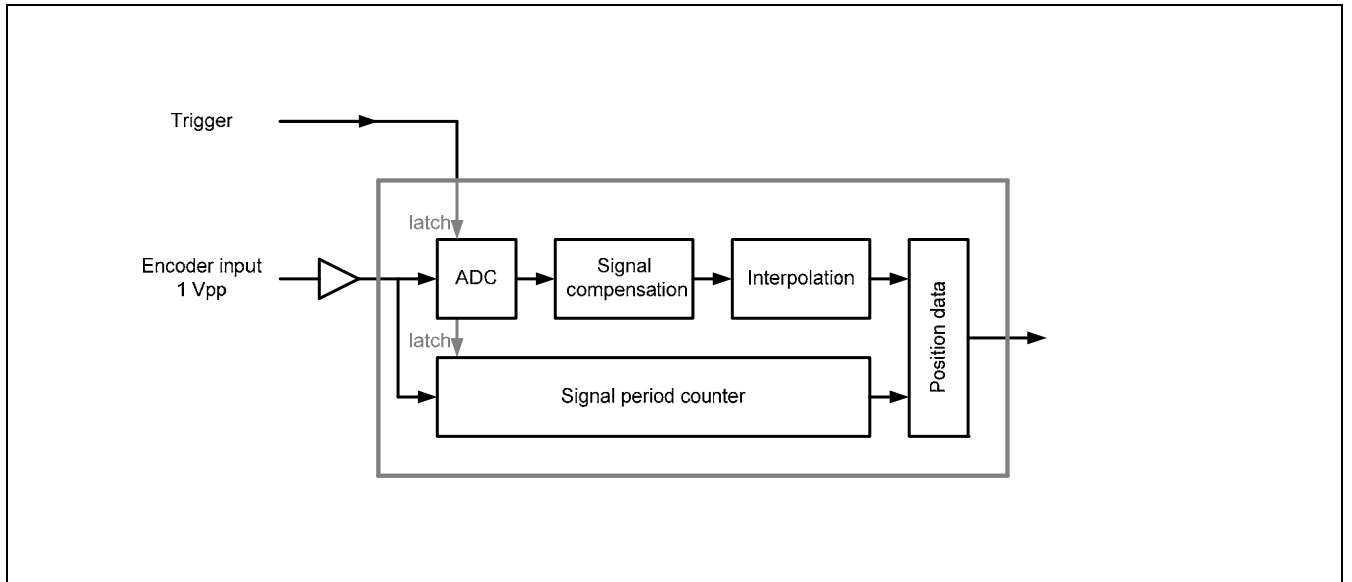 Trigger
latch
Encoder input
1 Vpp
ADC
Signal
compensation
Interpolation
Position data
latch
Signal period counter